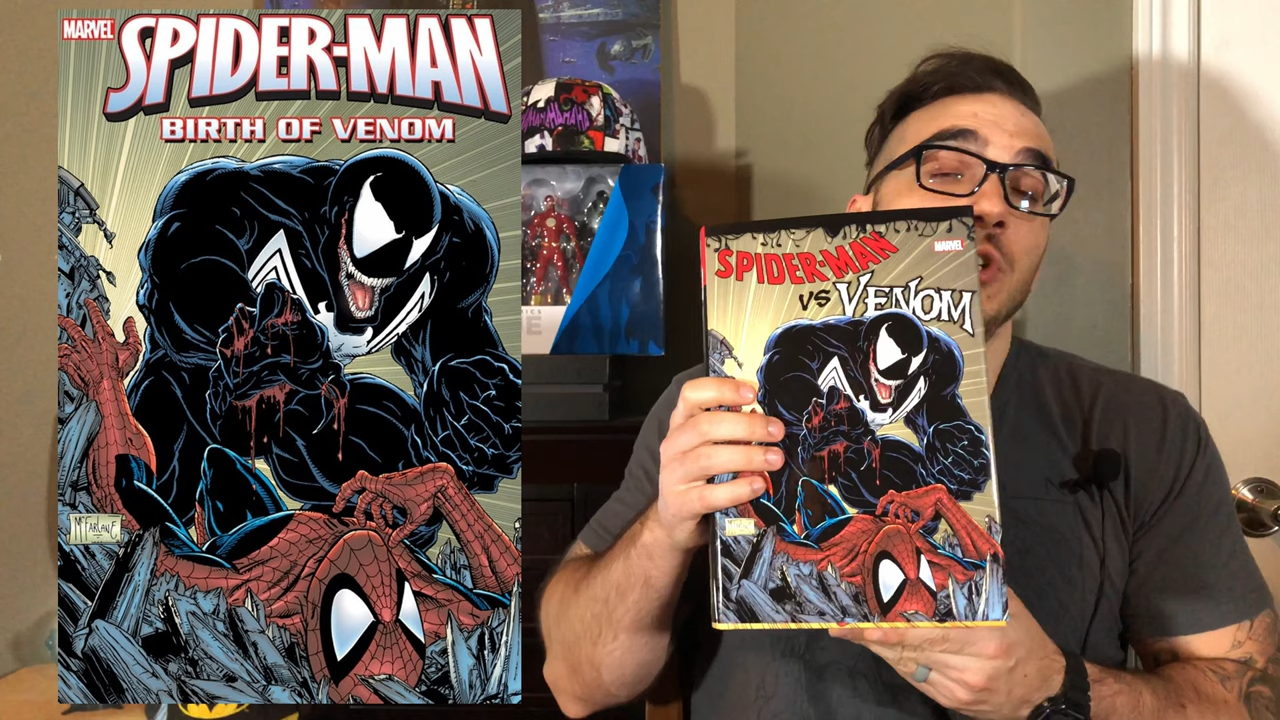 MARVEL
SPIDER-MAN
BIRTH OF VENOM
McFARLANE
MARVEL
SPIDER-MAN
VS VENOM